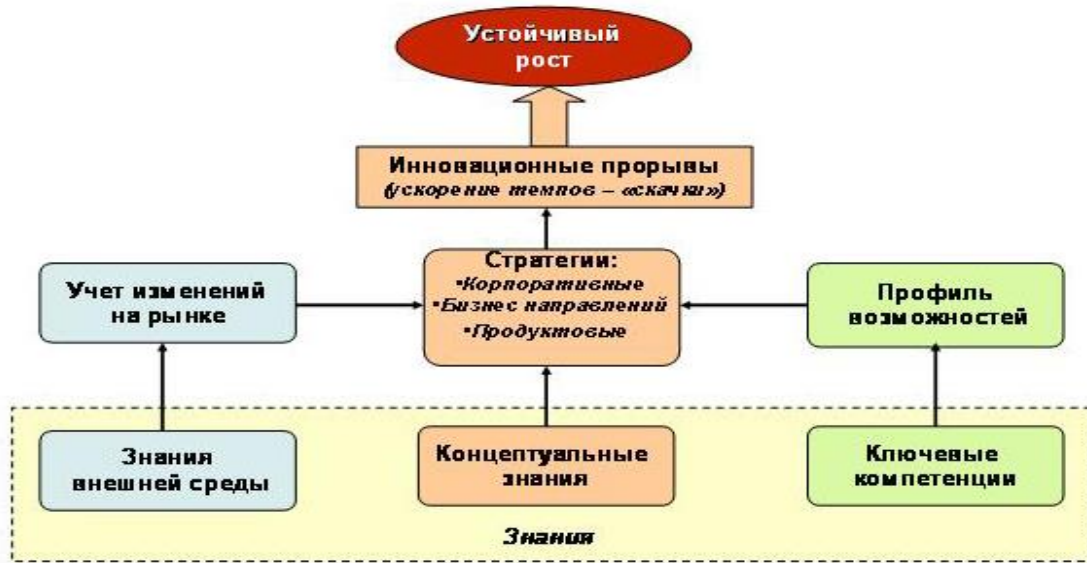 Устойчивый
рост
Инновационные прорывы
(ускорение темпов – «скачки»)
Стратегии:
•Корпоративные
•Бизнес направлений
•Продуктовые
Учет изменений
на рынке
Профиль
возможностей
Знания
внешней среды
Концептуальные
знания
Ключевые
компетенции
Знания